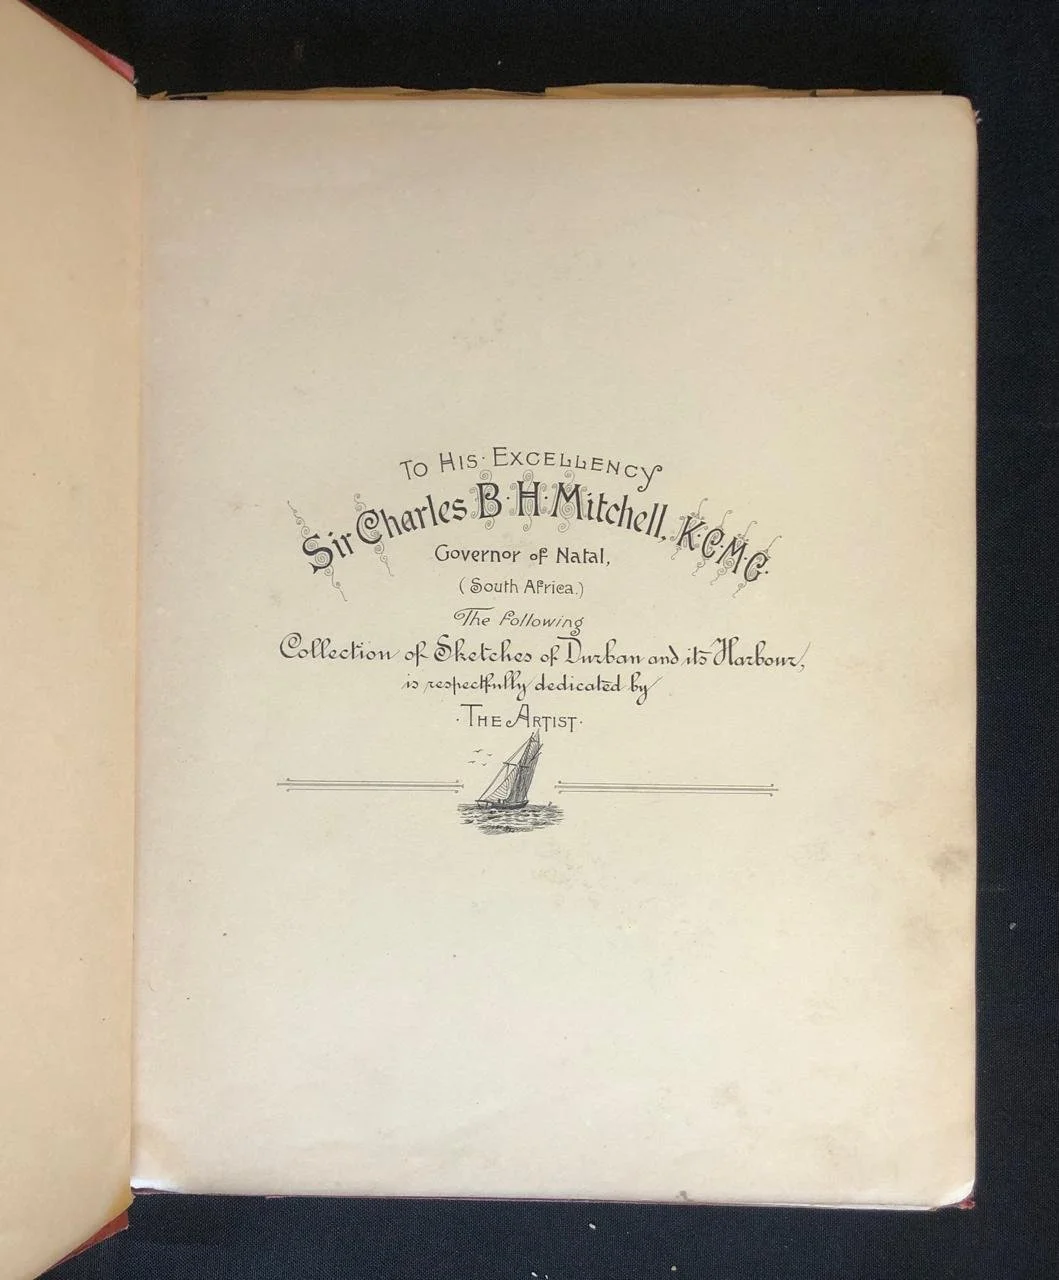 To His Excellency
Sir Charles B. H. Mitchell, K.C.M.G.
Governor of Natal,
(South Africa.)
The Following
Collection of Sketches of Durban and its Harbour,
is respectfully dedicated by
·The Artist·